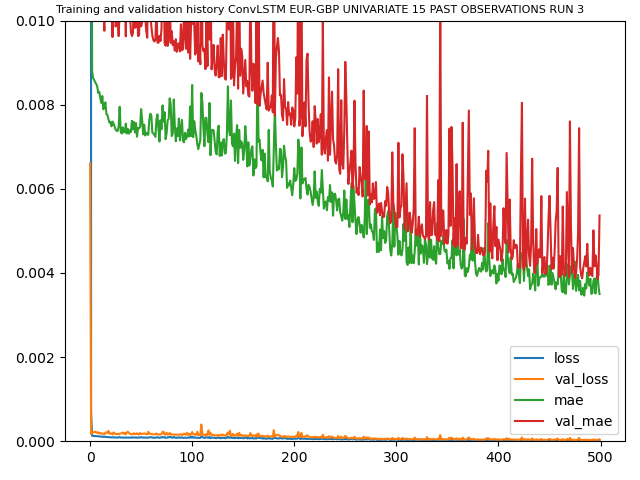 Training and validation history ConvLSTM EUR-GBP UNIVARIATE 15 PAST OBSERVATIONS RUN 3
0.010
0.008
0.006
0.004
0.002
0.000
0
100
200
300
400
500
loss
val_loss
mae
val_mae